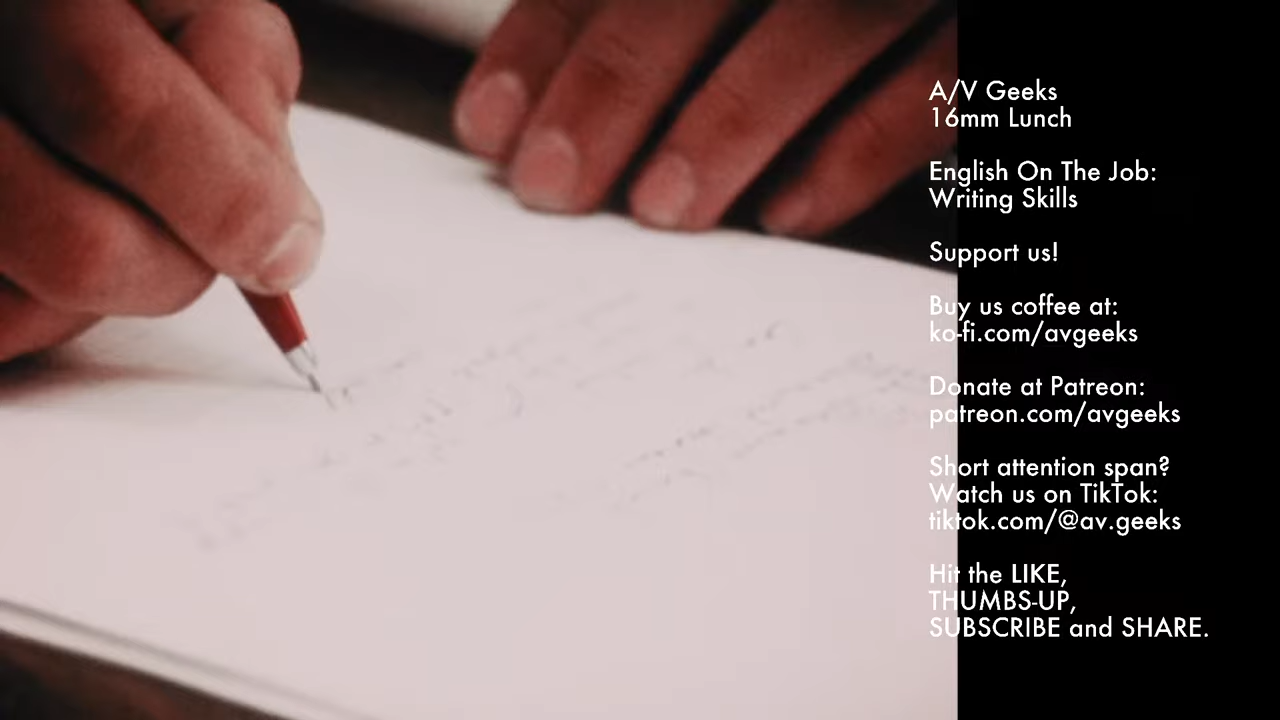 A/V Geeks
16mm Lunch
English On The Job:
Writing Skills
Support us!
Buy us coffee at:
ko-fi.com/avgeeks
Donate at Patreon:
patreon.com/avgeeks
Short attention span?
Watch us on TikTok:
tiktok.com/@av.geeks
Hit the LIKE,
THUMBS-UP,
SUBSCRIBE and SHARE.